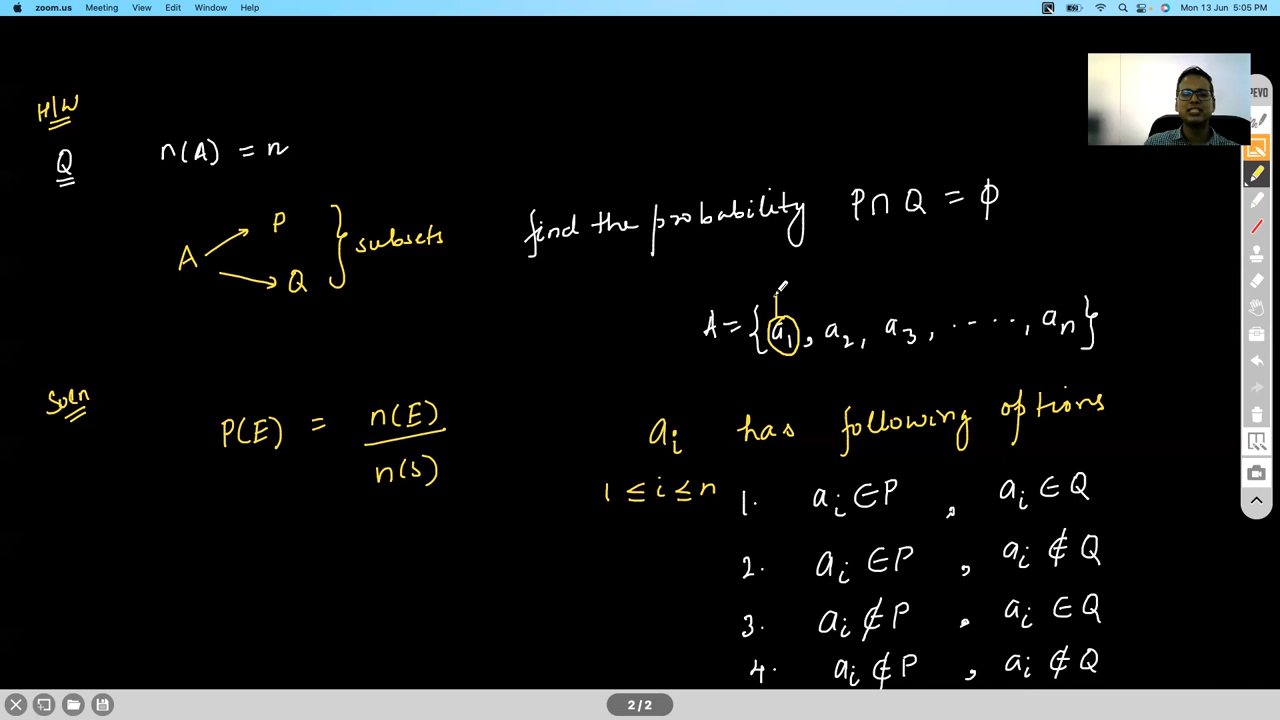 zoom.us Meeting View Edit Window Help Mon 13 Jun 5:05 PM
H/W
Q n(A) = n
A P Q } subsets
find the probability P∩Q = ϕ
A = { a₁, a₂, a₃, -----, aₙ }
Soln
P(E) = n(E) / n(S)
aᵢ has following options
1 ≤ i ≤ n
1. aᵢ ∈ P , aᵢ ∈ Q
2. aᵢ ∈ P , aᵢ ∉ Q
3. aᵢ ∉ P , aᵢ ∈ Q
4. aᵢ ∉ P , aᵢ ∉ Q
2/2